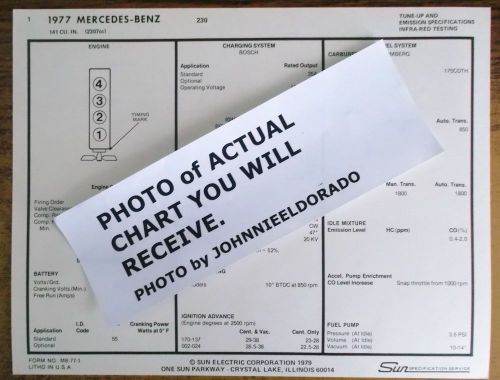 1 1977 MERCEDES-BENZ 230
141 CU. IN. (2307cc)
TUNE-UP AND
EMISSION SPECIFICATIONS
INFRA-RED TESTING
ENGINE
4
3
2
1
TIMING
MARK
Firing Order
Valve Clearance
BATTERY
Volts/Grd.
Cranking Volts (Min.)
Free Run (Amps)
Application
Standard
Optional
I.D.
Code
Cranking Power
Watts at 0° F
55
CHARGING SYSTEM
BOSCH
Application Rated Output
Standard 35A
Optional
Operating Voltage
PHOTO of ACTUAL
CHART YOU WILL
RECEIVE.
PHOTO by JOHNNIEELDORADO
CW
47°
20 KV
10° BTDC at 850 rpm
IGNITION ADVANCE
(Engine degrees at 2500 rpm)
Cent. & Vac. Cent. Only
170-137 29-38 23-28
002-024 28.5-38 22.5-28
175CDTH
Auto. Trans.
850
Man. Trans. Auto. Trans.
1800 1800
IDLE MIXTURE
Emission Level HC (ppm) CO (%)
0.4-2.0
Accel. Pump Enrichment
CO Level Increase Snap throttle from 1000 rpm
FUEL PUMP
Pressure (At Idle) 3.6 PSI
Volume (At Idle)
Vacuum (At Idle) 10-14"
FORM NO. MB-77-1
LITHO IN U.S.A.
© SUN ELECTRIC CORPORATION 1979
ONE SUN PARKWAY - CRYSTAL LAKE, ILLINOIS 60014
Sun SPECIFICATION SERVICE